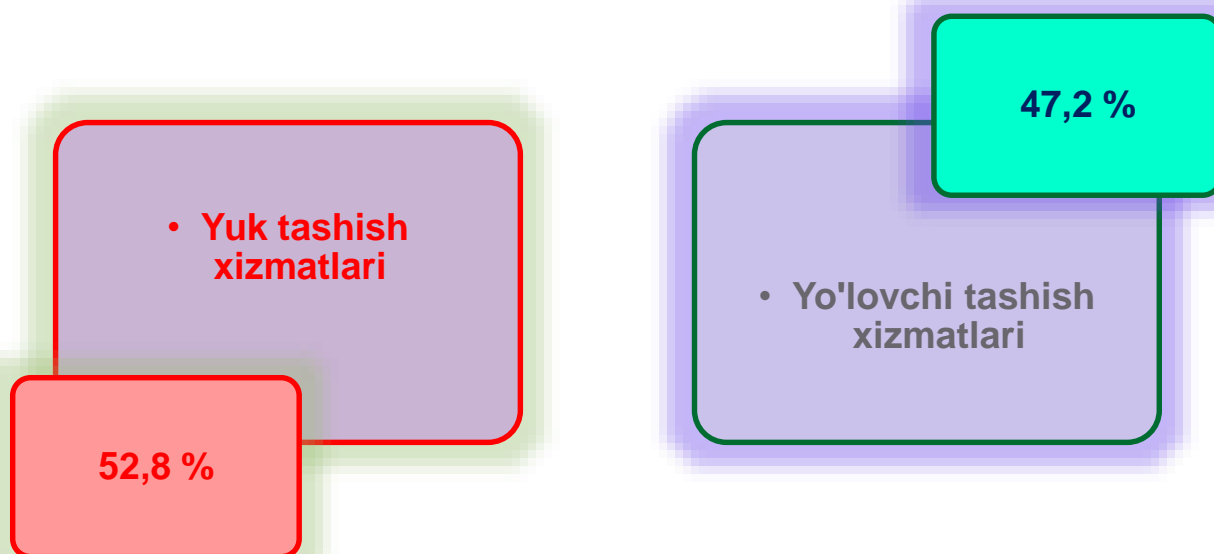 • Yuk tashish
xizmatlari
52,8 %
47,2 %
• Yo'lovchi tashish
xizmatlari